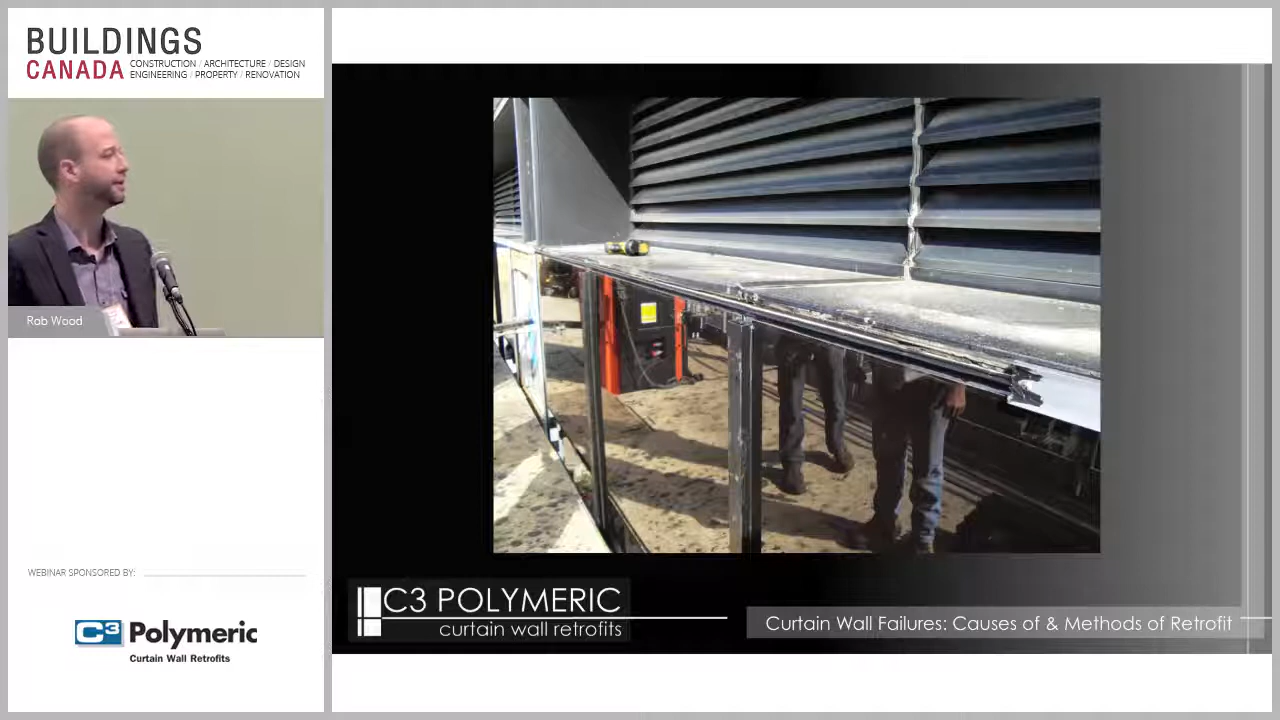 BUILDINGS
CANADA
CONSTRUCTION / ARCHITECTURE / DESIGN
ENGINEERING / PROPERTY / RENOVATION
Rab Wood
WEBINAR SPONSORED BY:
C3 Polymeric
Curtain Wall Retrofits
C3 POLYMERIC
curtain wall retrofits
Curtain Wall Failures: Causes of & Methods of Retrofit